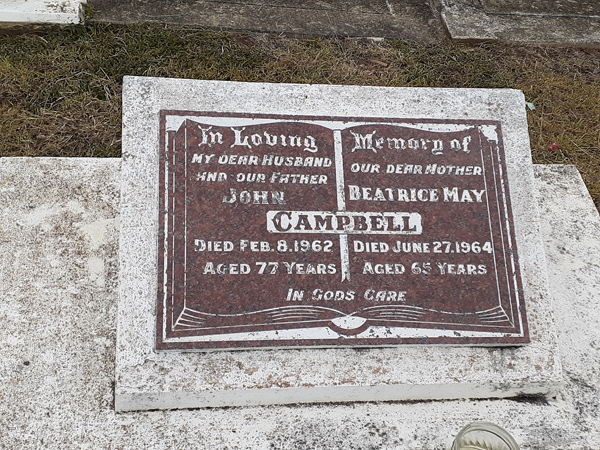 In Loving Memory of
MY DEAR HUSBAND
AND OUR FATHER
JOHN
OUR DEAR MOTHER
BEATRICE MAY
CAMPBELL
DIED FEB. 8. 1962
AGED 77 YEARS
DIED JUNE 27. 1964
AGED 65 YEARS
IN GODS CARE